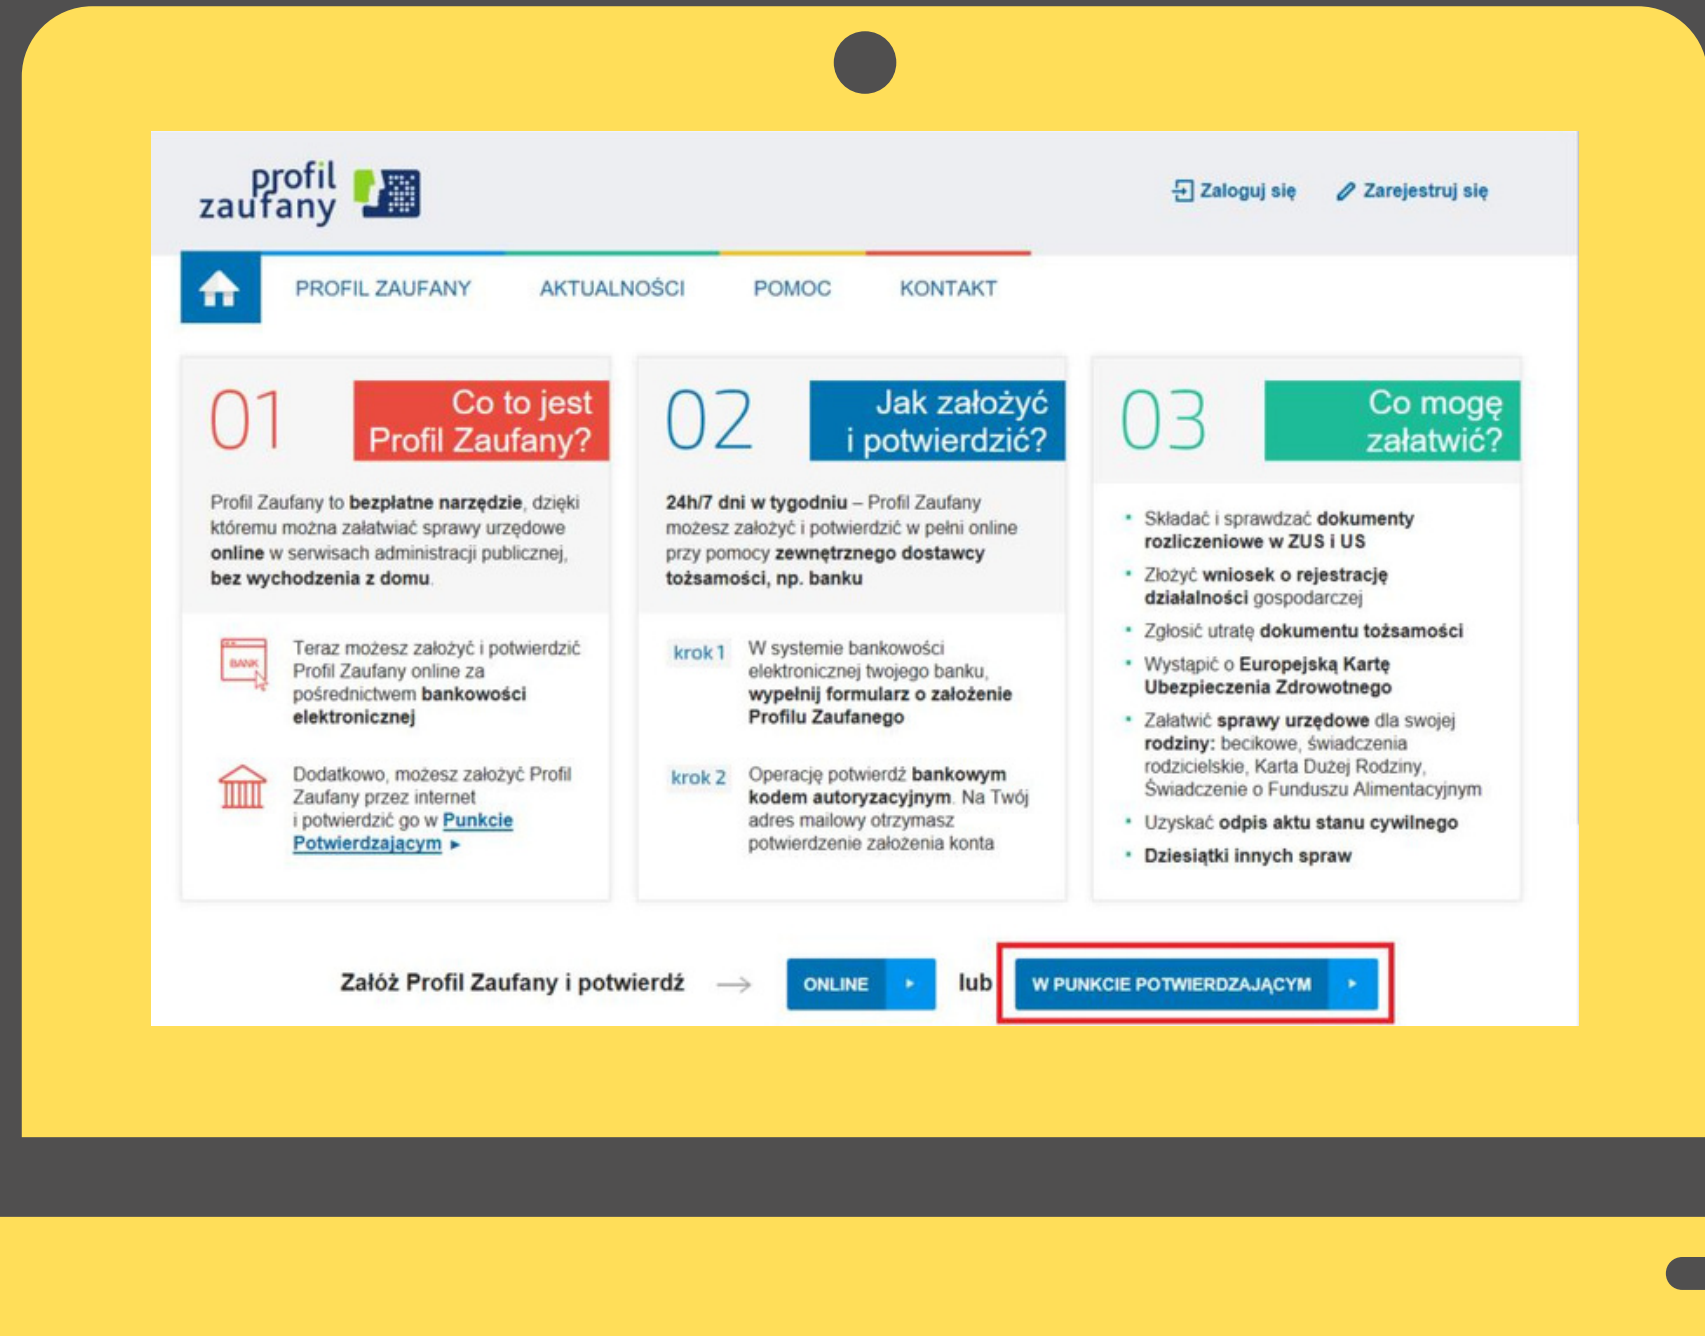 profil
zaufany
Zaloguj się
Zarejestruj się
PROFIL ZAUFANY
AKTUALNOŚCI
POMOC
KONTAKT
01
Co to jest
Profil Zaufany?
Profil Zaufany to bezpłatne narzędzie, dzięki
któremu można załatwiać sprawy urzędowe
online w serwisach administracji publicznej,
bez wychodzenia z domu.
BANK
Teraz możesz założyć i potwierdzić
Profil Zaufany online za
pośrednictwem bankowości
elektronicznej
Dodatkowo, możesz założyć Profil
Zaufany przez internet
i potwierdzić go w Punkcie
Potwierdzającym ▸
02
Jak założyć
i potwierdzić?
24h/7 dni w tygodniu – Profil Zaufany
możesz założyć i potwierdzić w pełni online
przy pomocy zewnętrznego dostawcy
tożsamości, np. banku
krok 1
W systemie bankowości
elektronicznej twojego banku,
wypełnij formularz o założenie
Profilu Zaufanego
krok 2
Operację potwierdź bankowym
kodem autoryzacyjnym. Na Twój
adres mailowy otrzymasz
potwierdzenie założenia konta
03
Co mogę
załatwić?
• Składać i sprawdzać dokumenty
rozliczeniowe w ZUS i US
• Złożyć wniosek o rejestrację
działalności gospodarczej
• Zgłosić utratę dokumentu tożsamości
• Wystąpić o Europejską Kartę
Ubezpieczenia Zdrowotnego
• Załatwić sprawy urzędowe dla swojej
rodziny: becikowe, świadczenia
rodzicielskie, Karta Dużej Rodziny,
Świadczenie o Funduszu Alimentacyjnym
• Uzyskać odpis aktu stanu cywilnego
• Dziesiątki innych spraw
Załóż Profil Zaufany i potwierdź → ONLINE ▸ lub W PUNKCIE POTWIERDZAJĄCYM ▸